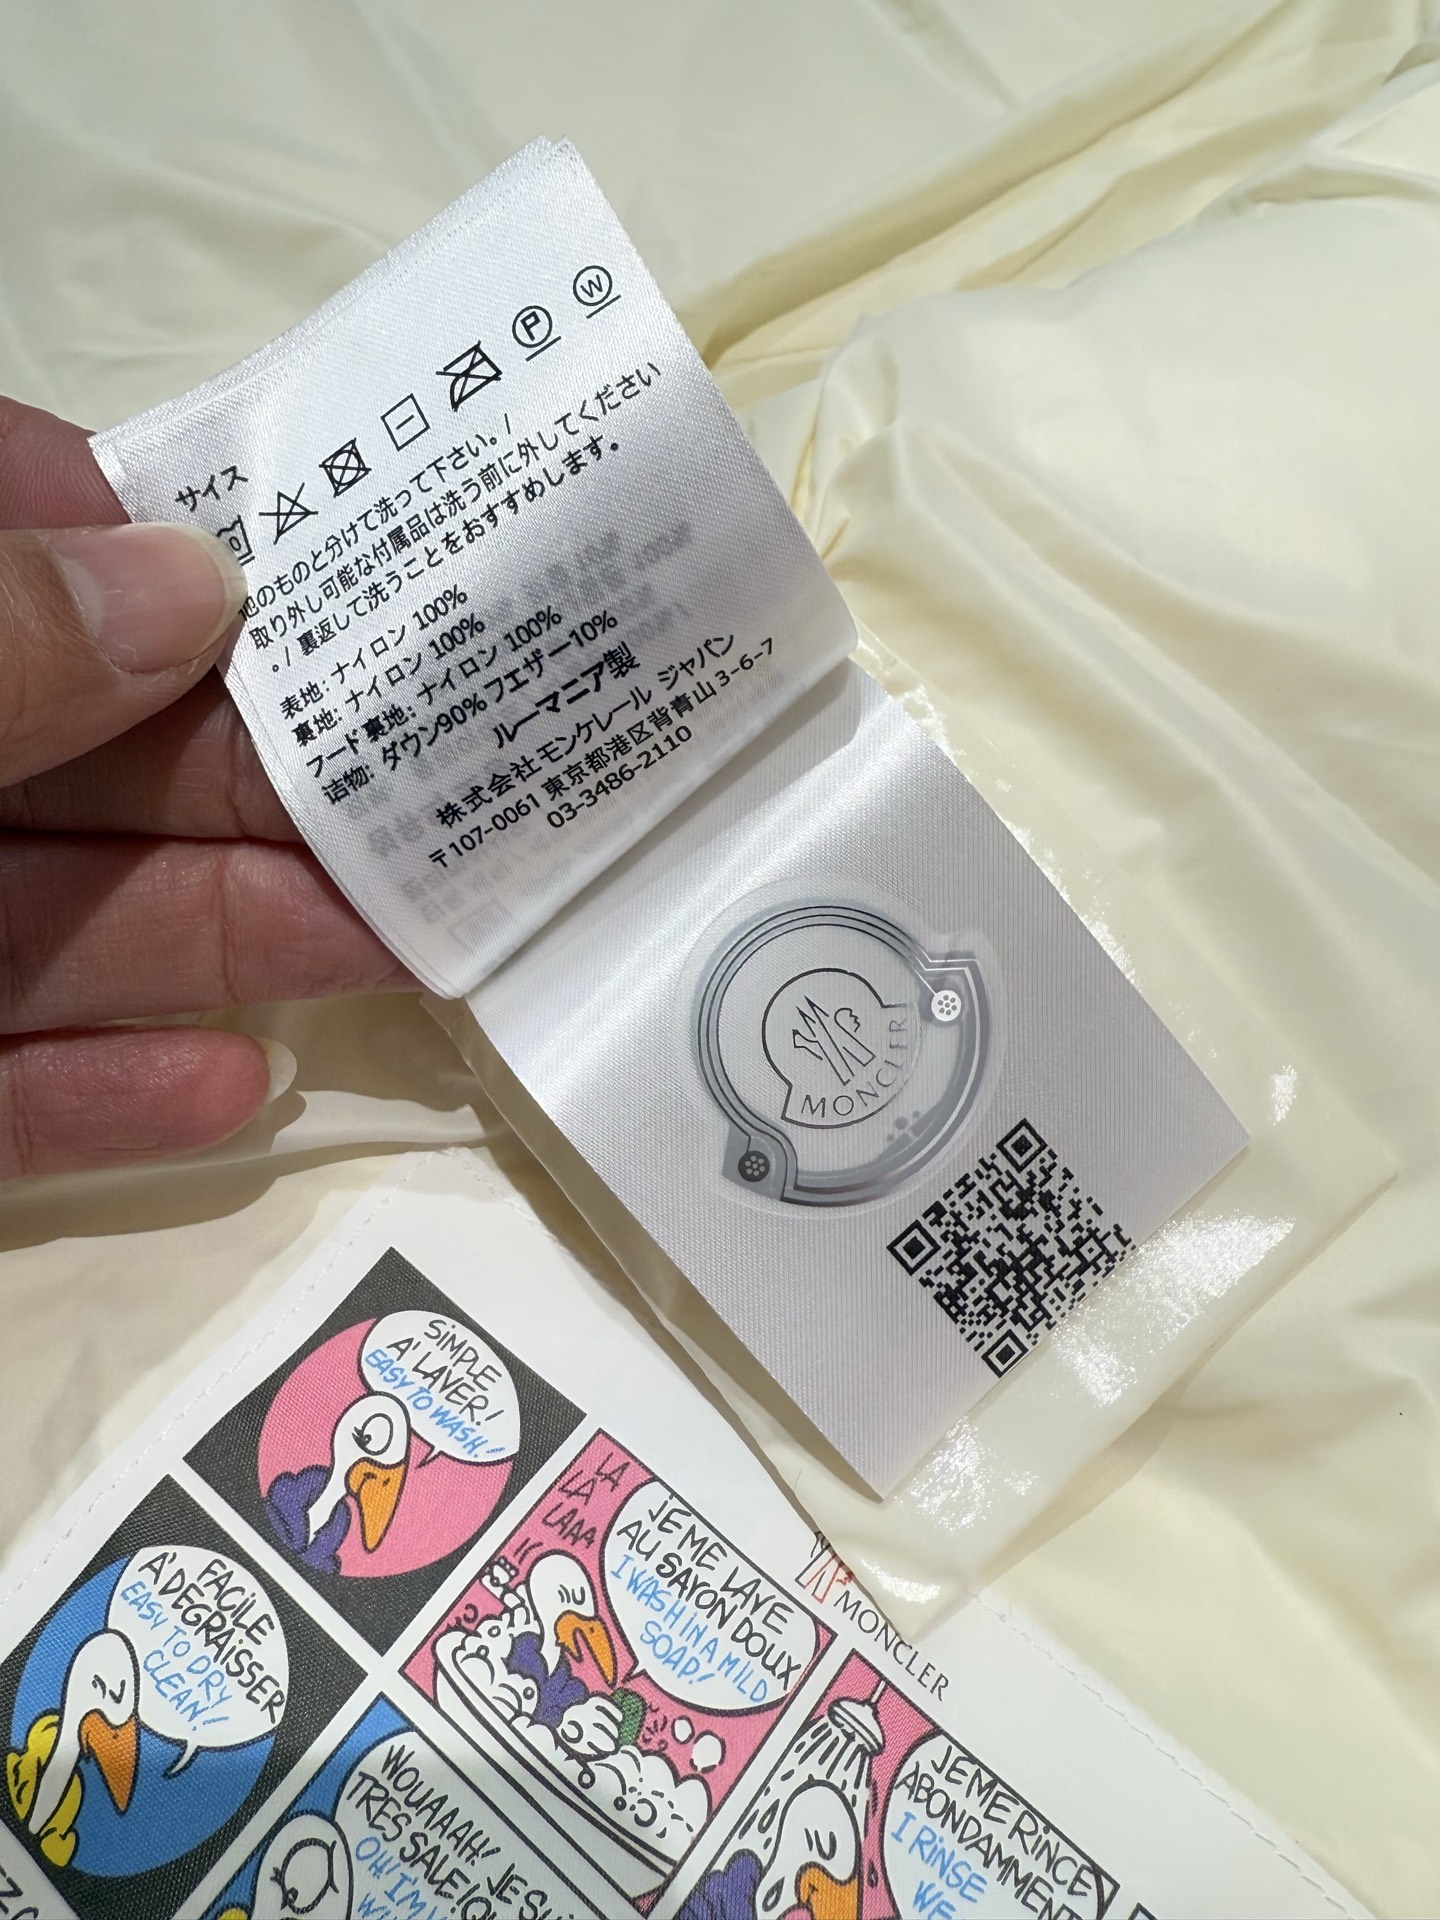 サイス
他のものと分けて洗って下さい。/
取り外し可能な付属品は洗う前に外してください
。/ 裏返して洗うことをおすすめします。
表地: ナイロン 100%
裏地: ナイロン 100%
フード裏地: ナイロン 100%
诘物: ダウン90% フエザー10%
ルーマニア製
株式会社モンケレール ジャパン
〒107-0061 東京都港区背青山 3-6-7
03-3486-2110
W
P
MONCLER
SIMPLE
A' LAVER!
EASY TO WASH.
FACILE
A' DEGRAISSER
EASY TO DRY
CLEAN!
LA
LA
LAAA
JE ME LAVE
AU SAVON DOUX
I WASH IN A MILD
SOAP!
MONCLER
JE ME RINCE
ABONDAMMENT
I RINSE
WOUAAAH!
TRES SALE!
OH! I'M